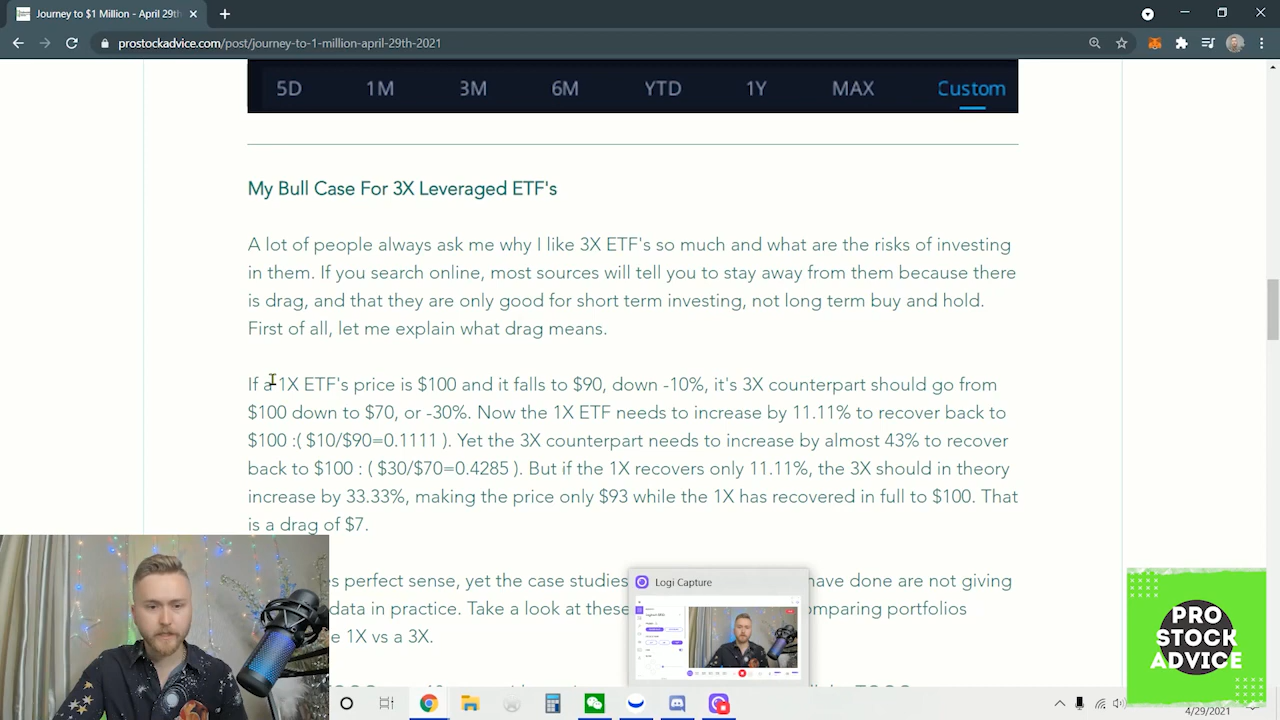 Journey to $1 Million - April 29th
prostockadvice.com/post/journey-to-1-million-april-29th-2021
5D 1M 3M 6M YTD 1Y MAX Custom
My Bull Case For 3X Leveraged ETF's
A lot of people always ask me why I like 3X ETF's so much and what are the risks of investing
in them. If you search online, most sources will tell you to stay away from them because there
is drag, and that they are only good for short term investing, not long term buy and hold.
First of all, let me explain what drag means.
If a 1X ETF's price is $100 and it falls to $90, down -10%, it's 3X counterpart should go from
$100 down to $70, or -30%. Now the 1X ETF needs to increase by 11.11% to recover back to
$100 :( $10/$90=0.1111 ). Yet the 3X counterpart needs to increase by almost 43% to recover
back to $100 : ( $30/$70=0.4285 ). But if the 1X recovers only 11.11%, the 3X should in theory
increase by 33.33%, making the price only $93 while the 1X has recovered in full to $100. That
is a drag of $7.
s perfect sense, yet the case studies have done are not giving
data in practice. Take a look at these omparing portfolios
e 1X vs a 3X.
Logi Capture
PRO
STOCK
ADVICE
4/29/2021